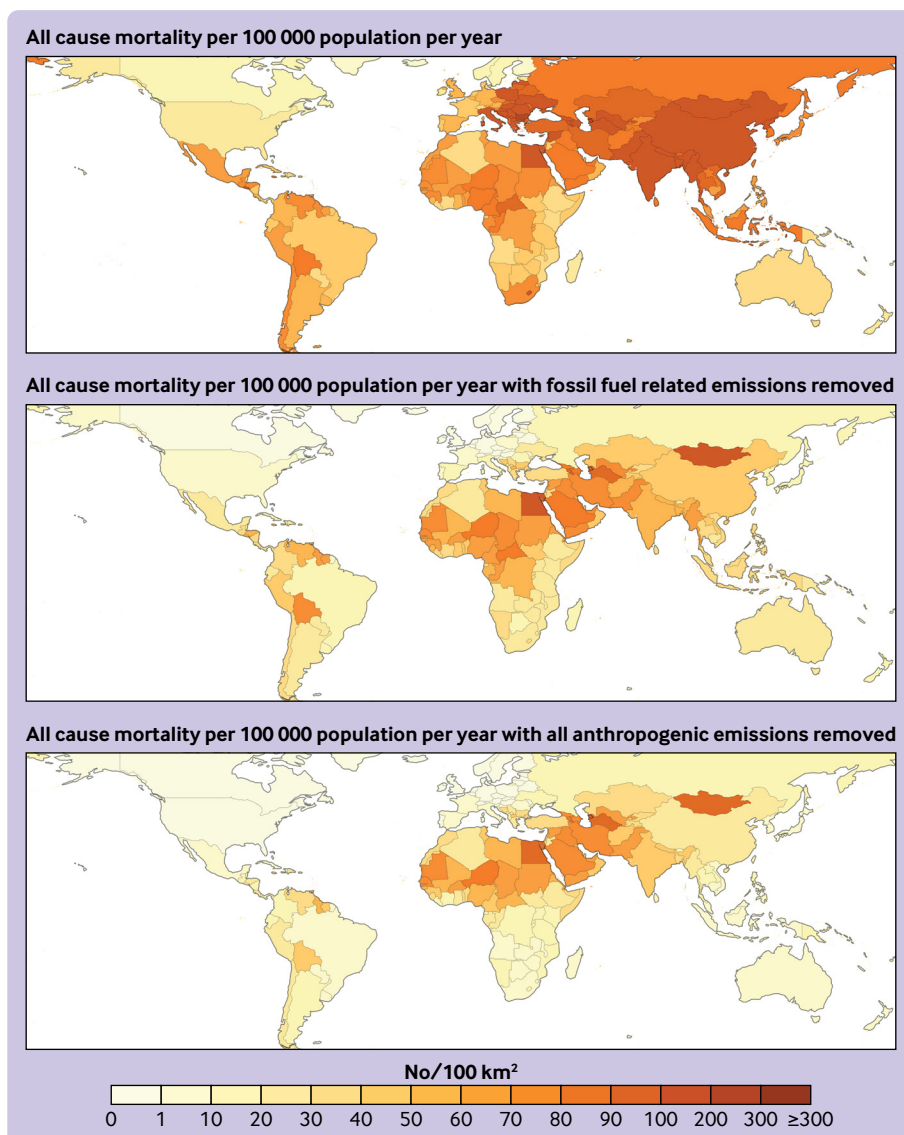 All cause mortality per 100 000 population per year
All cause mortality per 100 000 population per year with fossil fuel related emissions removed
All cause mortality per 100 000 population per year with all anthropogenic emissions removed
No/100 km²
0 1 10 20 30 40 50 60 70 80 90 100 200 300 ≥300